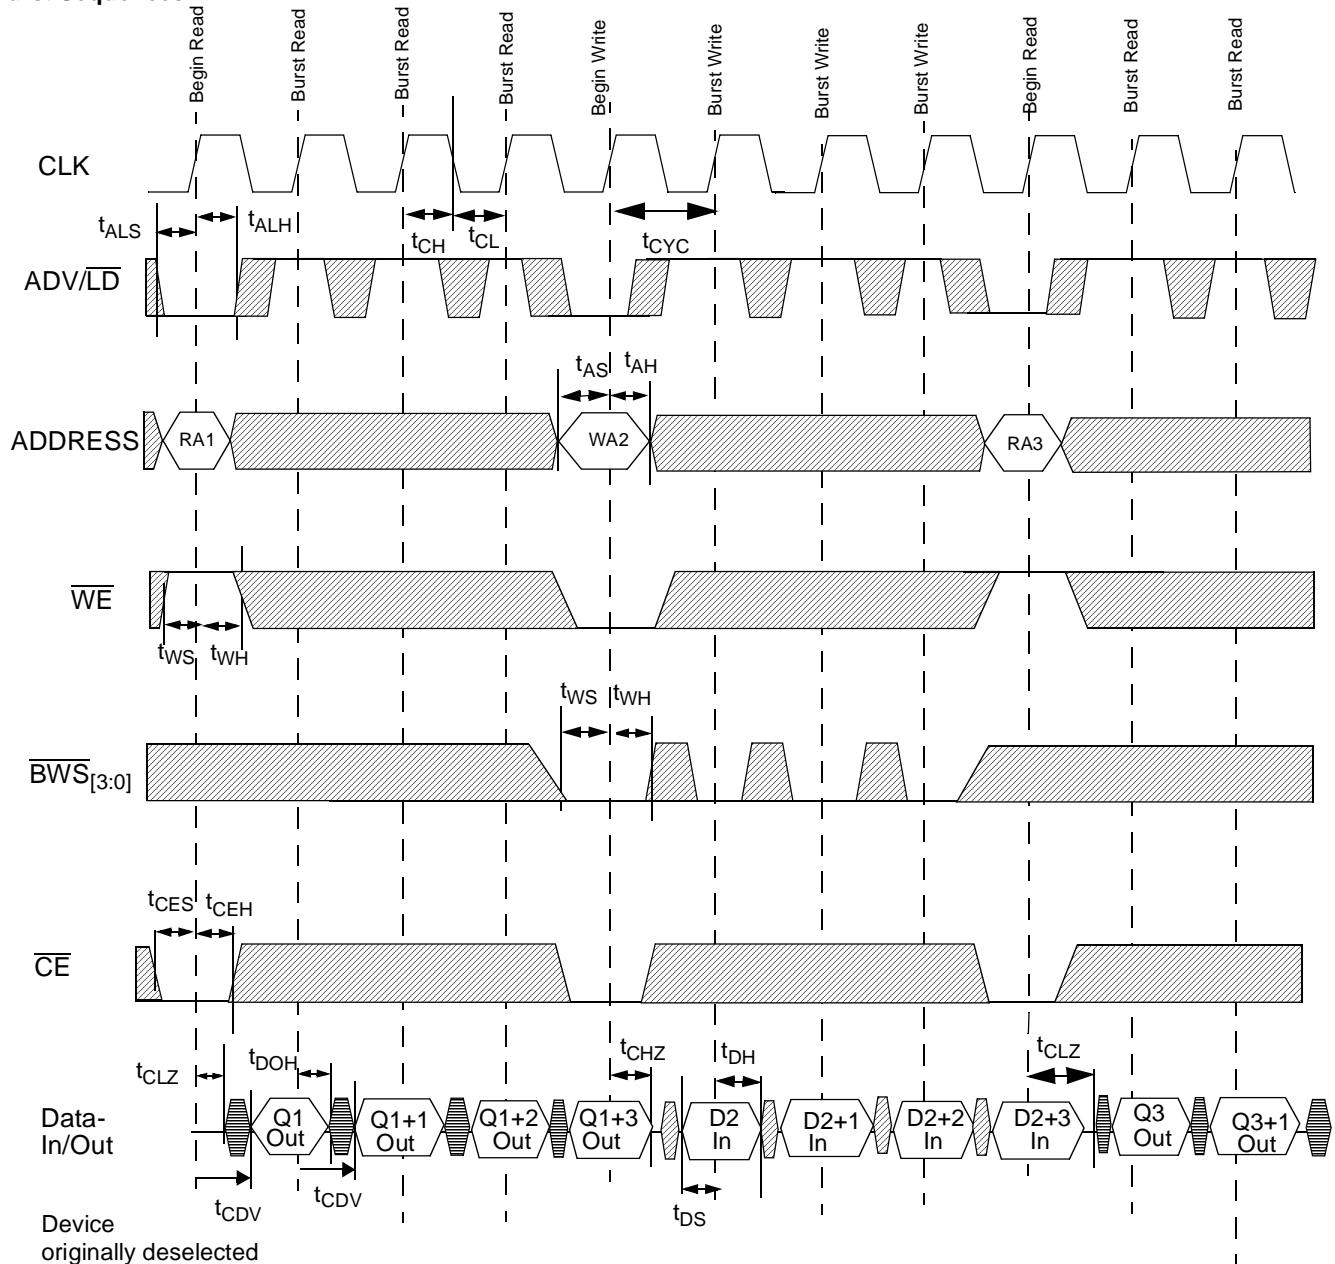 Begin Read
Burst Read
Burst Read
Burst Read
Begin Write
Burst Write
Burst Write
Burst Write
Begin Read
Burst Read
Burst Read
CLK
tALS
tALH
tCH
tCL
tCYC
ADV/LD
tAS
tAH
ADDRESS
RA1
WA2
RA3
WE
tWS
tWH
tWS
tWH
BWS[3:0]
tCES
tCEH
CE
tCLZ
tDOH
tCHZ
tDH
tCLZ
Data-
In/Out
Q1
Out
Q1+1
Out
Q1+2
Out
Q1+3
Out
D2
In
D2+1
In
D2+2
In
D2+3
In
Q3
Out
Q3+1
Out
tCDV
tCDV
tDS
Device
originally deselected